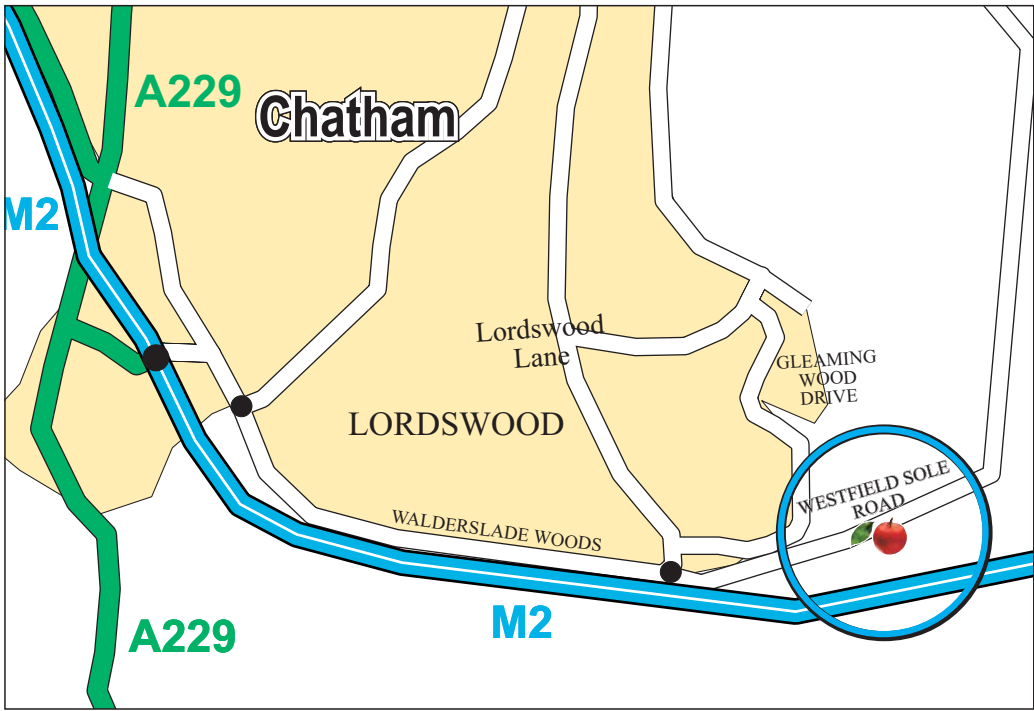 A229
Chatham
M2
Lordswood
Lane
GLEAMING
WOOD
DRIVE
LORDSWOOD
WESTFIELD SOLE
ROAD
WALDERSLADE WOODS
M2
A229